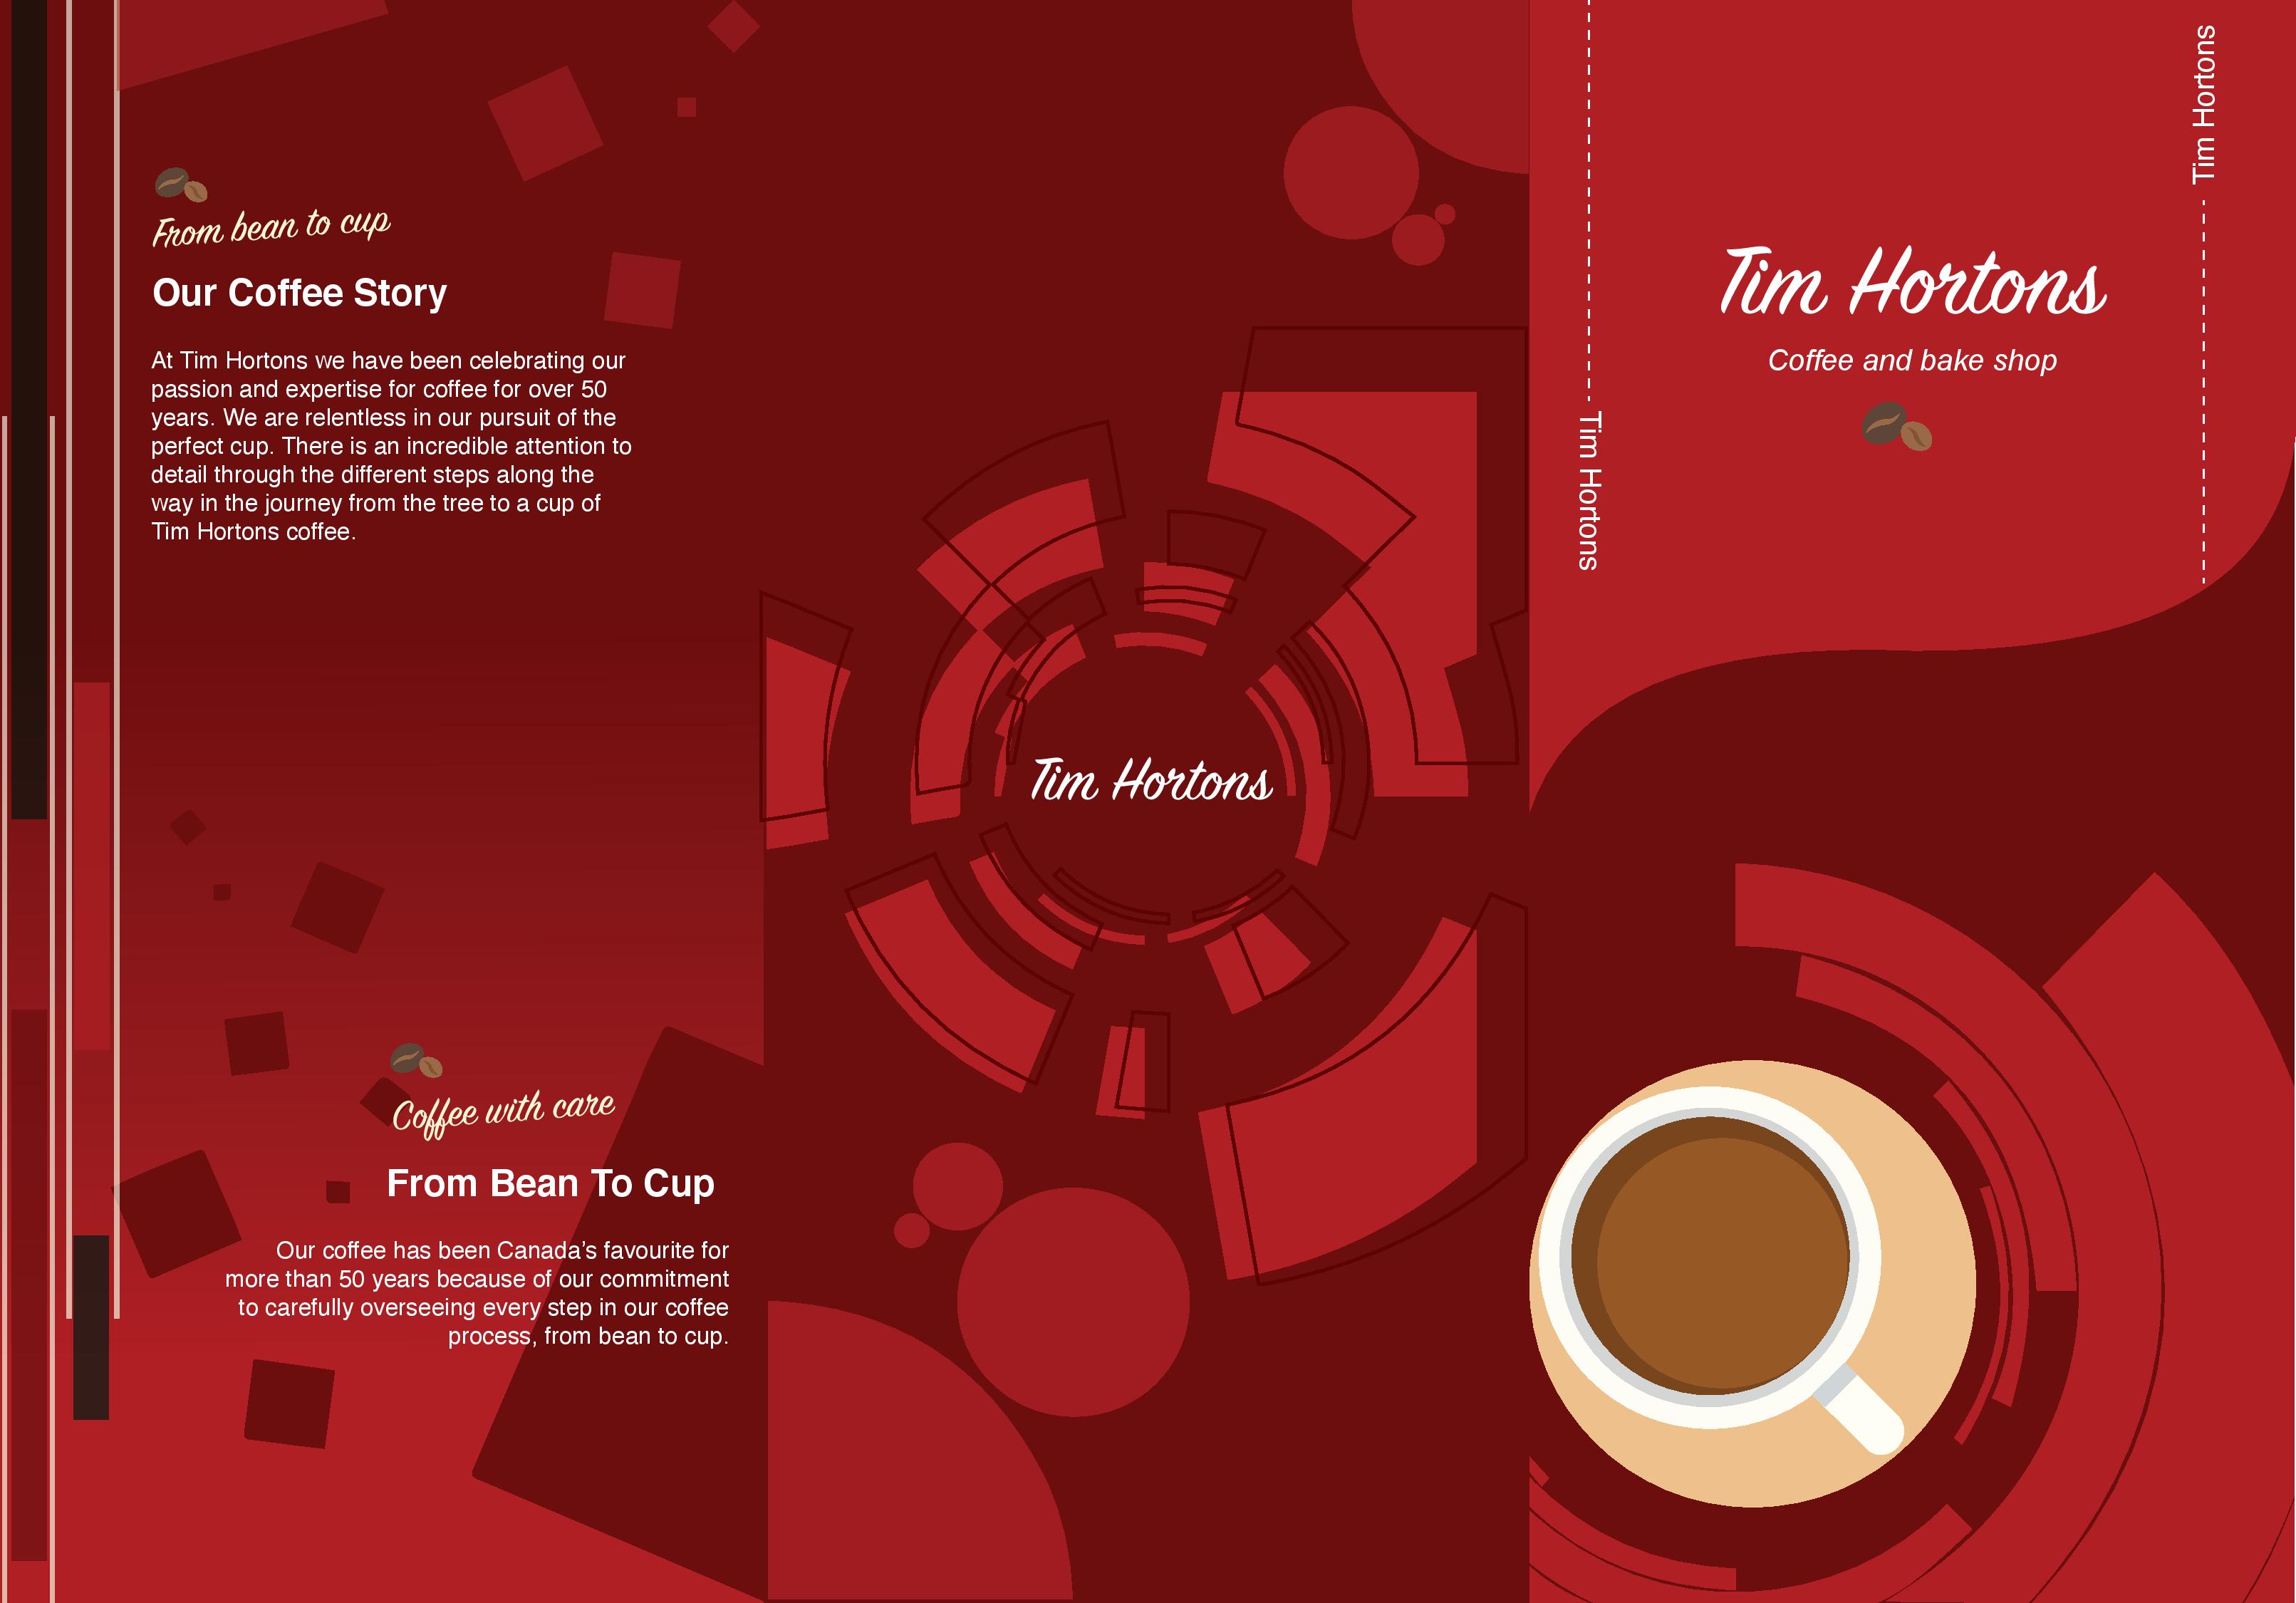 From bean to cup
Our Coffee Story
At Tim Hortons we have been celebrating our
passion and expertise for coffee for over 50
years. We are relentless in our pursuit of the
perfect cup. There is an incredible attention to
detail through the different steps along the
way in the journey from the tree to a cup of
Tim Hortons coffee.
Coffee with care
From Bean To Cup
Our coffee has been Canada’s favourite for
more than 50 years because of our commitment
to carefully overseeing every step in our coffee
process, from bean to cup.
Tim Hortons
Tim Hortons
Tim Hortons
Coffee and bake shop
Tim Hortons